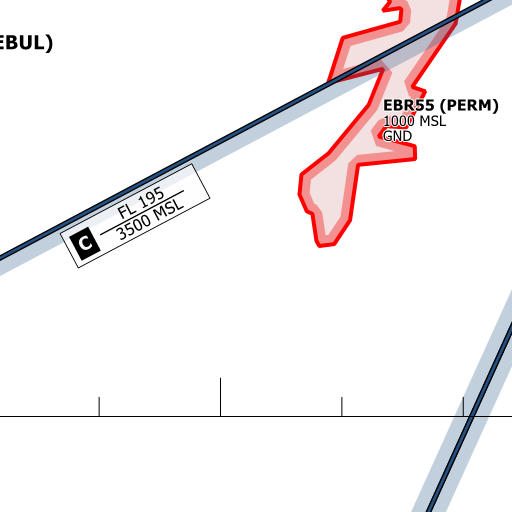 EBUL)
EBR55 (PERM)
1000 MSL
GND
FL 195
C
3500 MSL